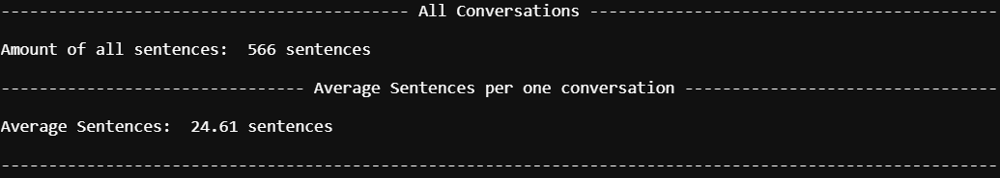 ------------------------------------------- All Conversations -------------------------------------------
Amount of all sentences:  566 sentences
-------------------------------- Average Sentences per one conversation ---------------------------------
Average Sentences:  24.61 sentences
---------------------------------------------------------------------------------------------------------